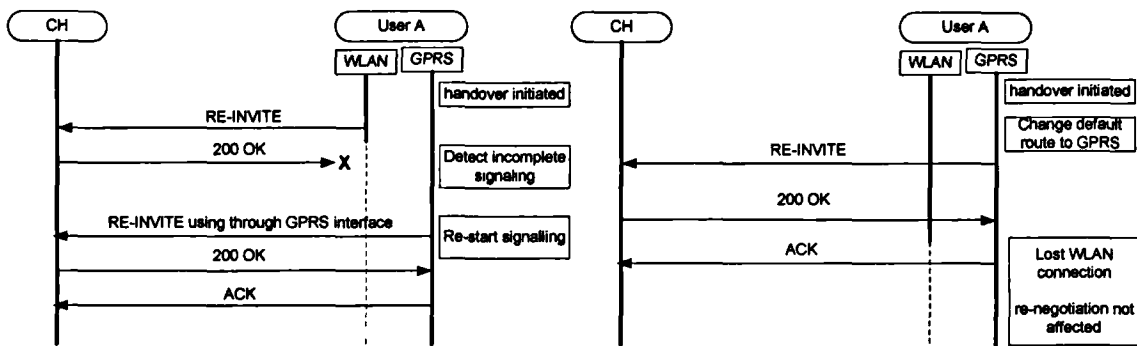 CH
User A
WLAN
GPRS
handover initiated
RE-INVITE
200 OK
X
Detect incomplete
signaling
RE-INVITE using through GPRS interface
Re-start signalling
200 OK
ACK
CH
User A
WLAN
GPRS
handover initiated
Change default
route to GPRS
RE-INVITE
200 OK
ACK
Lost WLAN
connection
re-negotiation not
affected